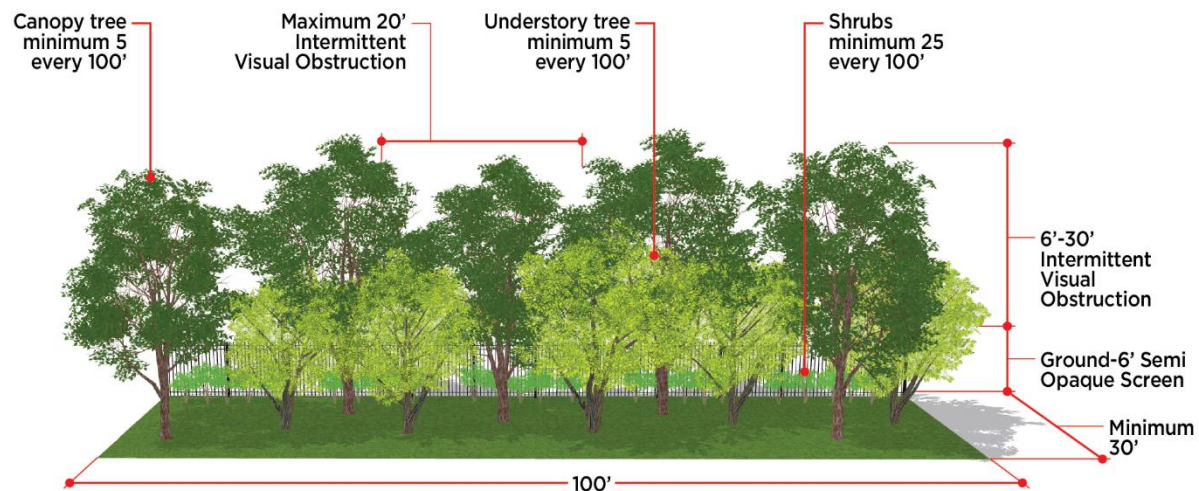 Canopy tree
minimum 5
every 100’
Maximum 20’
Intermittent
Visual Obstruction
Understory tree
minimum 5
every 100’
Shrubs
minimum 25
every 100’
6’-30’
Intermittent
Visual
Obstruction
Ground-6’ Semi
Opaque Screen
Minimum
30’
100’